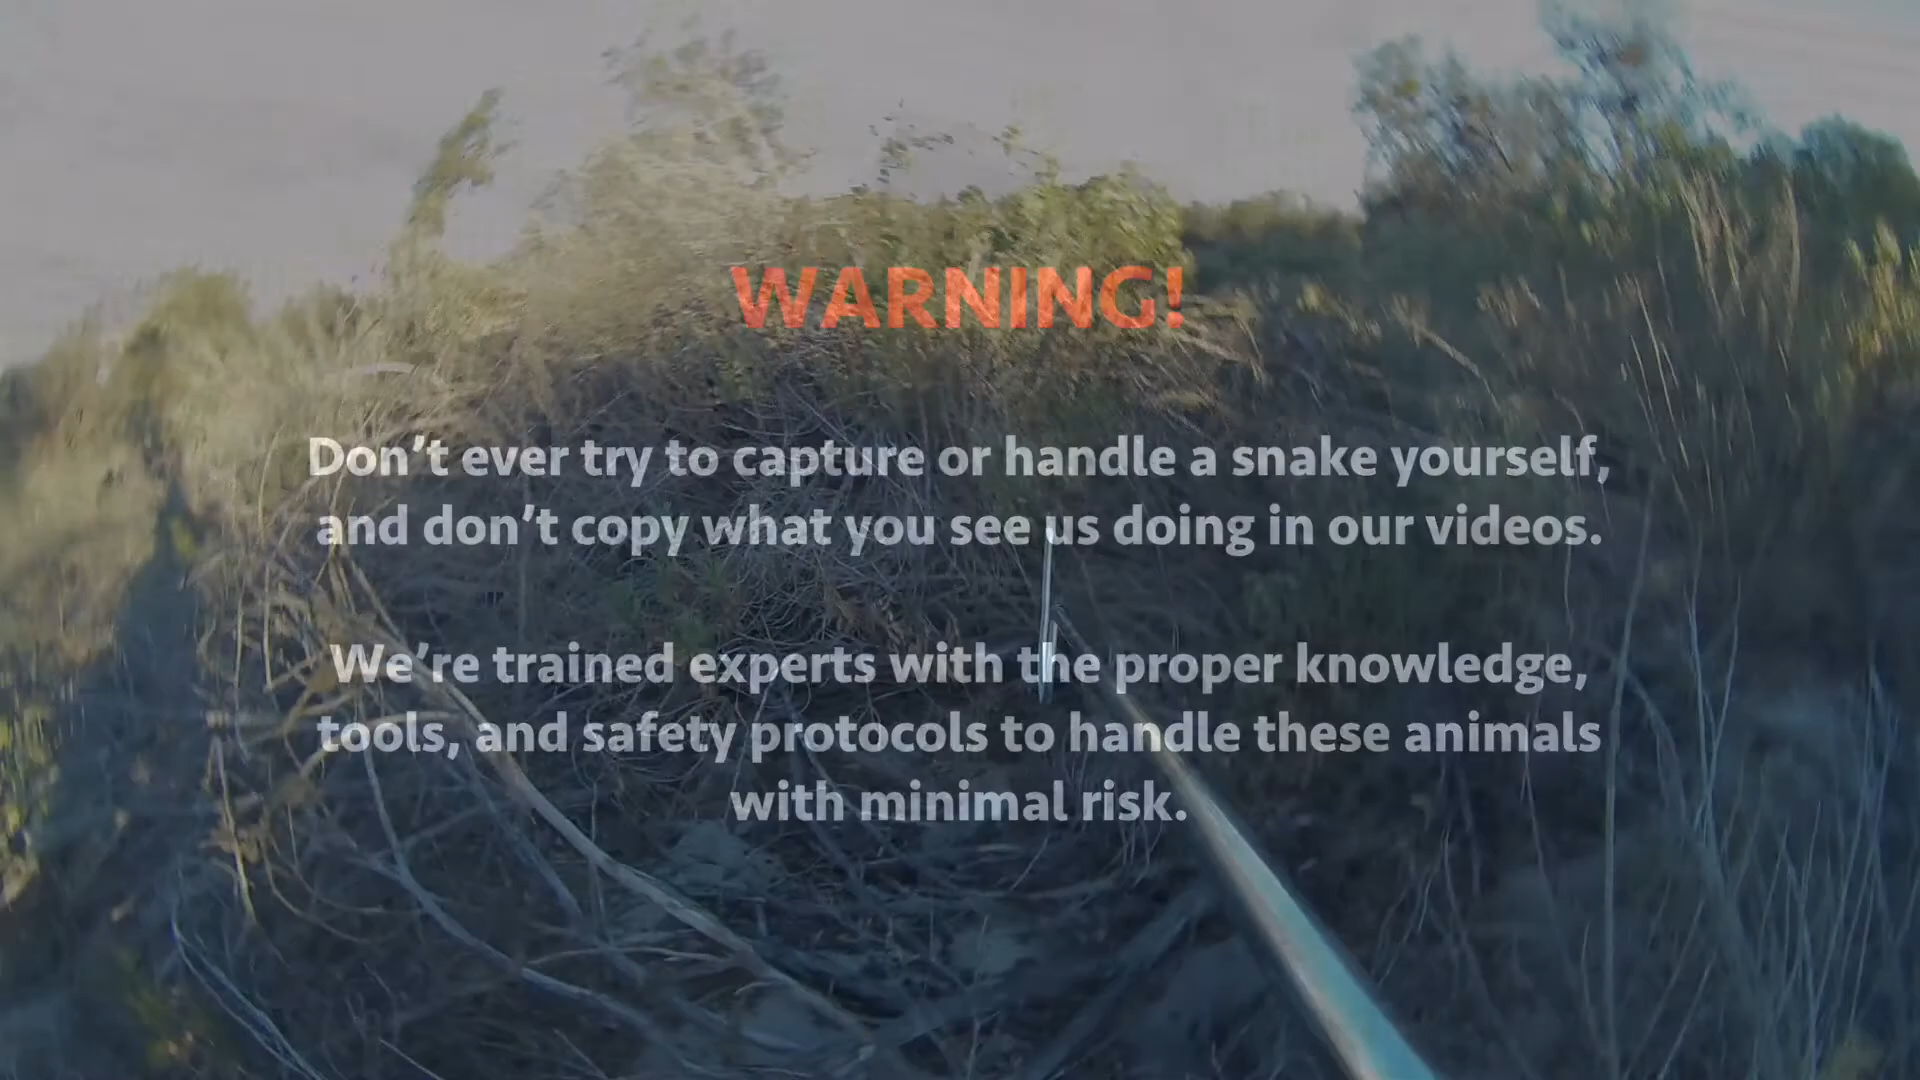 WARNING!
Don’t ever try to capture or handle a snake yourself,
and don’t copy what you see us doing in our videos.
We’re trained experts with the proper knowledge,
tools, and safety protocols to handle these animals
with minimal risk.